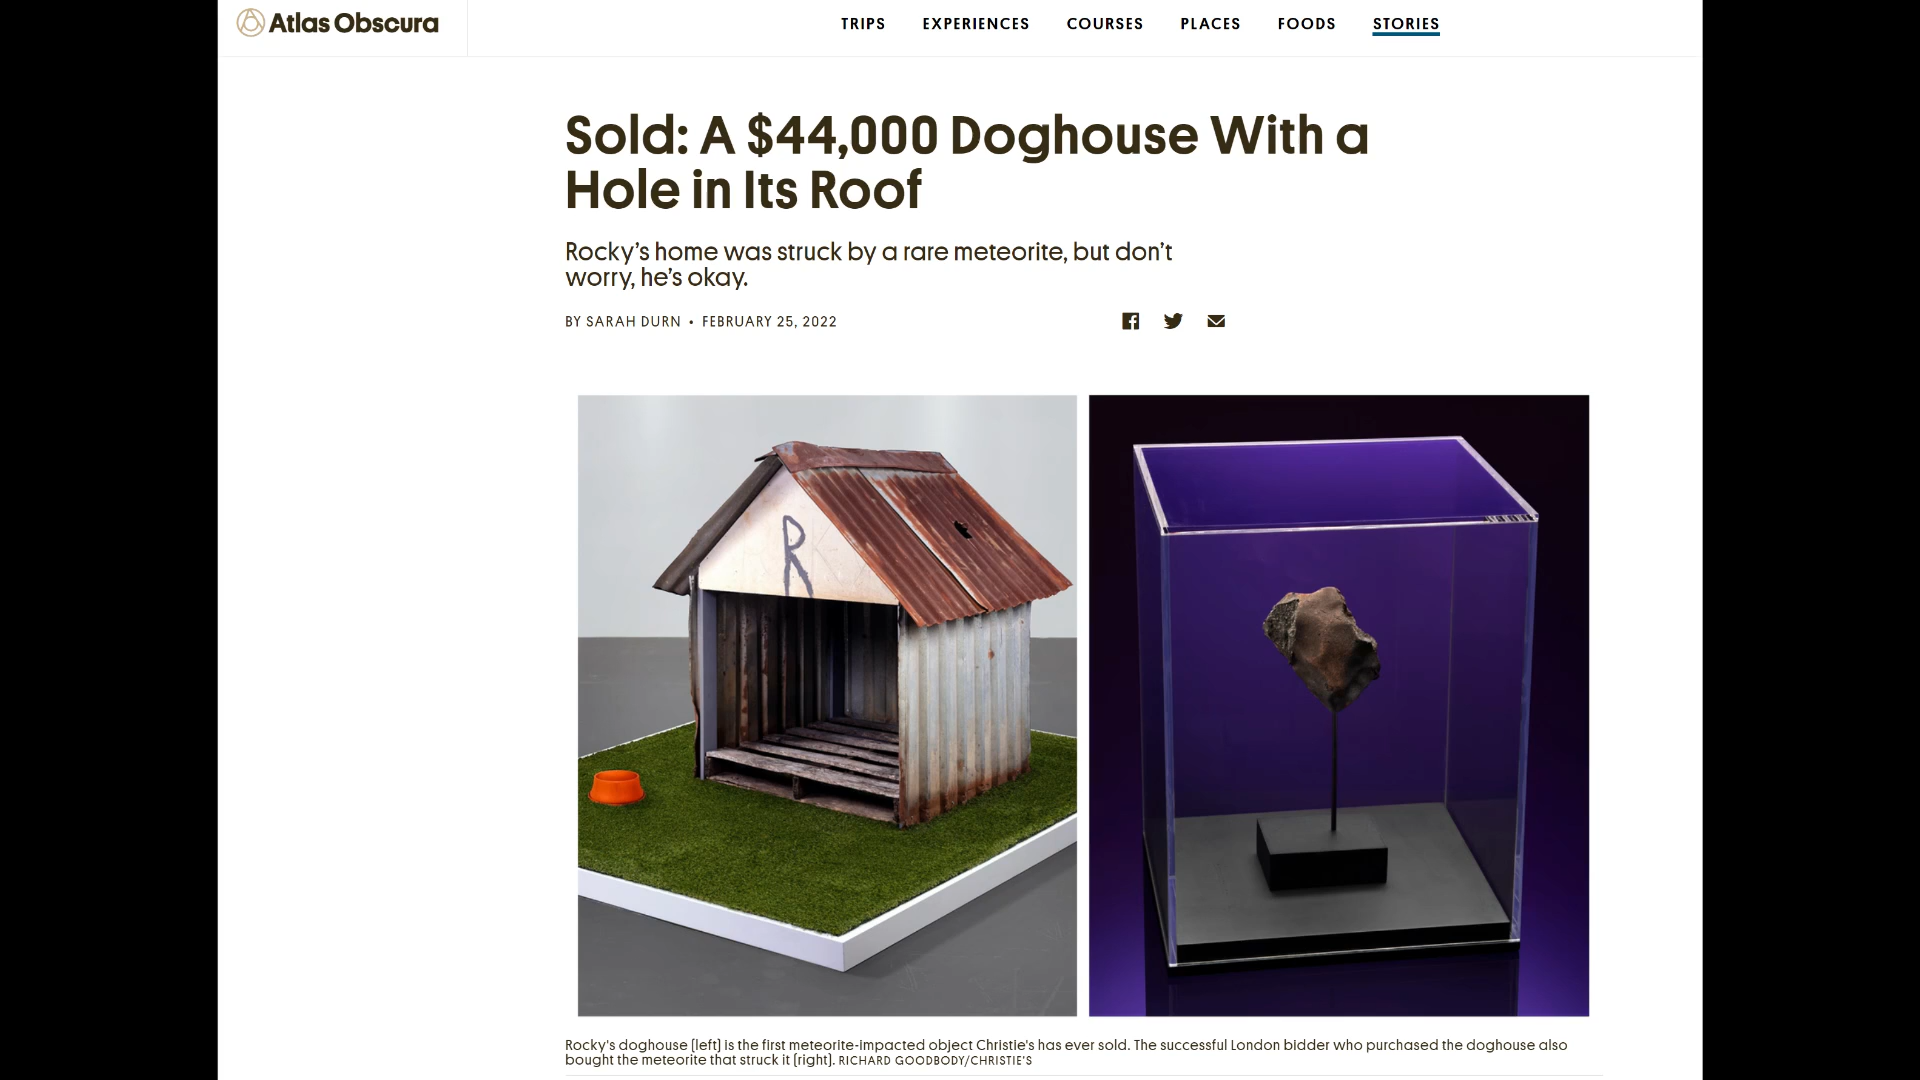 Atlas Obscura
TRIPS EXPERIENCES COURSES PLACES FOODS STORIES
Sold: A $44,000 Doghouse With a
Hole in Its Roof
Rocky’s home was struck by a rare meteorite, but don’t
worry, he’s okay.
BY SARAH DURN • FEBRUARY 25, 2022
R
Rocky's doghouse (left) is the first meteorite-impacted object Christie's has ever sold. The successful London bidder who purchased the doghouse also
bought the meteorite that struck it (right). RICHARD GOODBODY/CHRISTIE'S